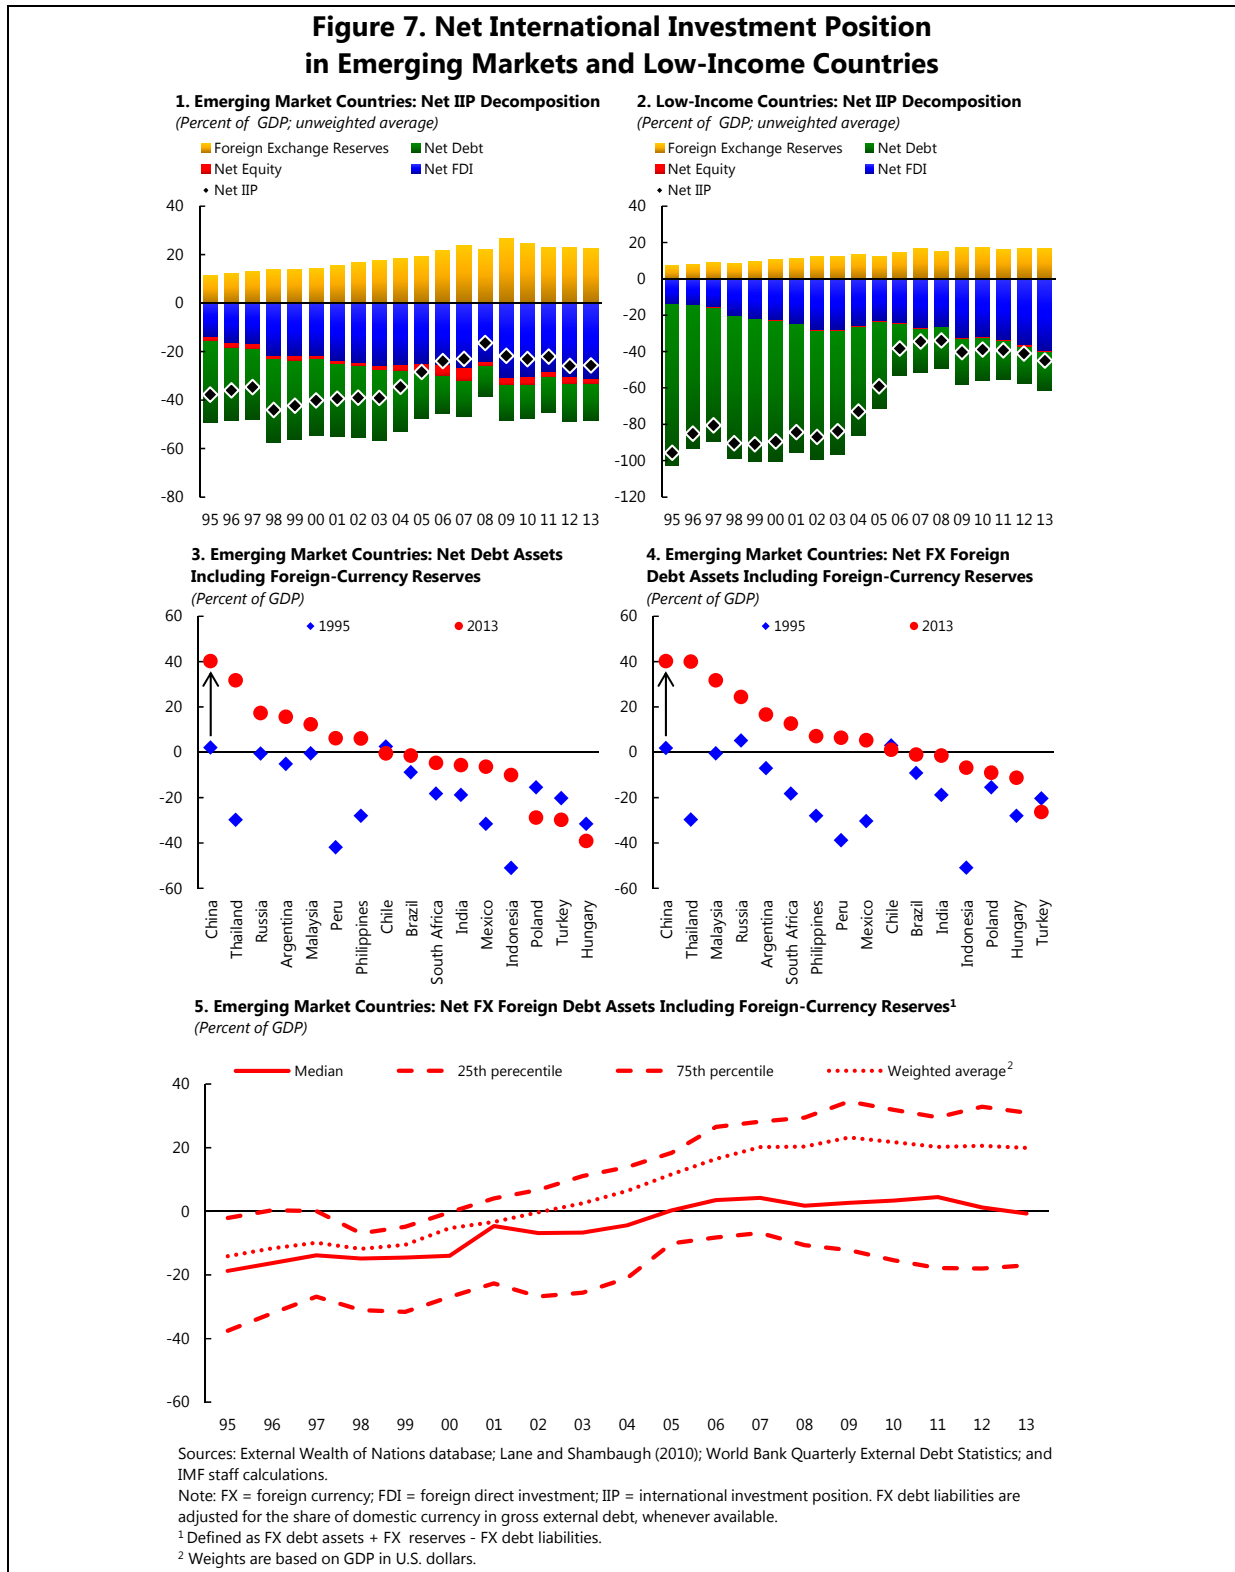 Figure 7. Net International Investment Position
in Emerging Markets and Low-Income Countries
1. Emerging Market Countries: Net IIP Decomposition
(Percent of GDP; unweighted average)
Foreign Exchange Reserves
Net Debt
Net Equity
Net FDI
Net IIP
40
20
0
-20
-40
-60
-80
95 96 97 98 99 00 01 02 03 04 05 06 07 08 09 10 11 12 13
2. Low-Income Countries: Net IIP Decomposition
(Percent of GDP; unweighted average)
Foreign Exchange Reserves
Net Debt
Net Equity
Net FDI
Net IIP
40
20
0
-20
-40
-60
-80
-100
-120
95 96 97 98 99 00 01 02 03 04 05 06 07 08 09 10 11 12 13
3. Emerging Market Countries: Net Debt Assets
Including Foreign-Currency Reserves
(Percent of GDP)
1995
2013
60
40
20
0
-20
-40
-60
China
Thailand
Russia
Argentina
Malaysia
Peru
Philippines
Chile
Brazil
South Africa
India
Mexico
Indonesia
Poland
Turkey
Hungary
4. Emerging Market Countries: Net FX Foreign
Debt Assets Including Foreign-Currency Reserves
(Percent of GDP)
1995
2013
60
40
20
0
-20
-40
-60
China
Thailand
Malaysia
Russia
Argentina
South Africa
Philippines
Peru
Mexico
Chile
Brazil
India
Indonesia
Poland
Hungary
Turkey
5. Emerging Market Countries: Net FX Foreign Debt Assets Including Foreign-Currency Reserves1
(Percent of GDP)
Median
25th perecentile
75th percentile
Weighted average2
40
20
0
-20
-40
-60
95 96 97 98 99 00 01 02 03 04 05 06 07 08 09 10 11 12 13
Sources: External Wealth of Nations database; Lane and Shambaugh (2010); World Bank Quarterly External Debt Statistics; and
IMF staff calculations.
Note: FX = foreign currency; FDI = foreign direct investment; IIP = international investment position. FX debt liabilities are
adjusted for the share of domestic currency in gross external debt, whenever available.
1 Defined as FX debt assets + FX reserves - FX debt liabilities.
2 Weights are based on GDP in U.S. dollars.